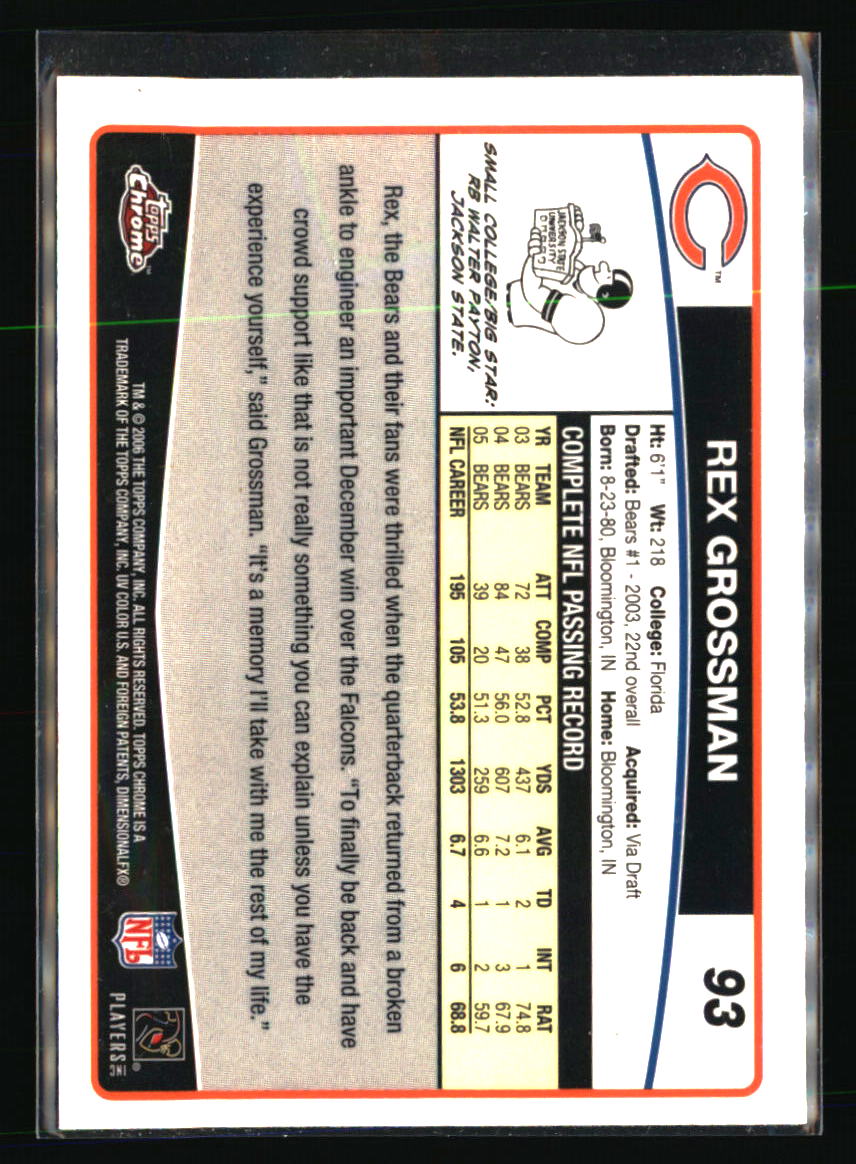 REX GROSSMAN
93
Ht: 6'1" Wt: 218 College: Florida
Drafted: Bears #1 - 2003, 22nd overall Acquired: Via Draft
Born: 8-23-80, Bloomington, IN Home: Bloomington, IN
JACKSON STATE
UNIVERSITY
SMALL COLLEGE/BIG STAR:
RB WALTER PAYTON,
JACKSON STATE.
COMPLETE NFL PASSING RECORD
YR TEAM ATT COMP PCT YDS AVG TD INT RAT
03 BEARS 72 38 52.8 437 6.1 2 1 74.8
04 BEARS 84 47 56.0 607 7.2 1 3 67.9
05 BEARS 39 20 51.3 259 6.6 1 2 59.7
NFL CAREER 195 105 53.8 1303 6.7 4 6 68.8
Rex, the Bears and their fans were thrilled when the quarterback returned from a broken
ankle to engineer an important December win over the Falcons. "To finally be back and have
crowd support like that is not really something you can explain unless you have the
experience yourself," said Grossman. "It's a memory I'll take with me the rest of my life."
Topps
Chrome™
TM & © 2006 THE TOPPS COMPANY, INC. ALL RIGHTS RESERVED. TOPPS CHROME IS A
TRADEMARK OF THE TOPPS COMPANY, INC. UV COLOR U.S. AND FOREIGN PATENTS, DIMENSIONALFX®
NFL
PLAYERS INC